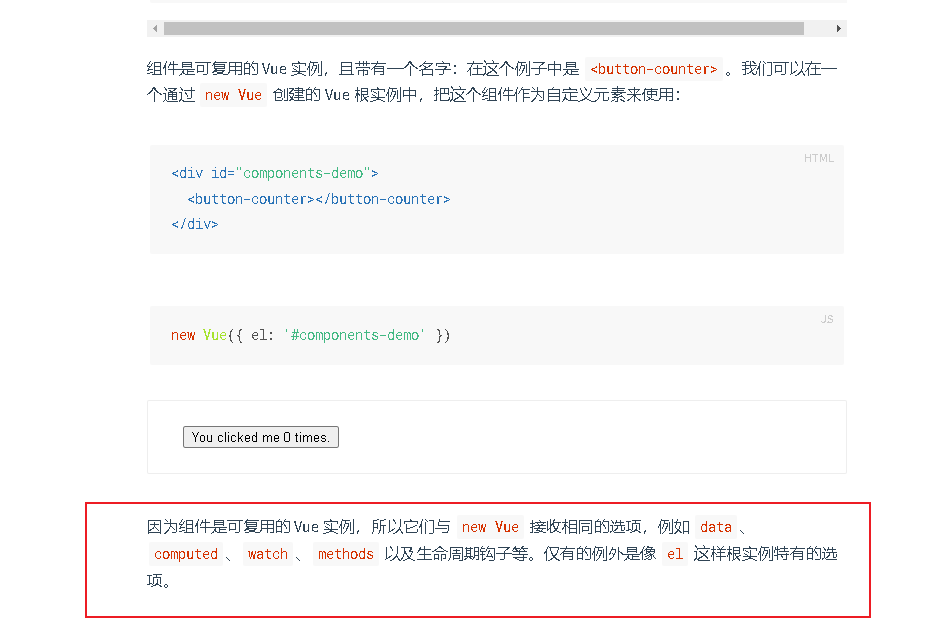 组件是可复用的 Vue 实例，且带有一个名字：在这个例子中是 <button-counter> 。我们可以在一
个通过 new Vue 创建的 Vue 根实例中，把这个组件作为自定义元素来使用：
HTML
<div id="components-demo">
  <button-counter></button-counter>
</div>
JS
new Vue({ el: '#components-demo' })
You clicked me 0 times.
因为组件是可复用的 Vue 实例，所以它们与 new Vue 接收相同的选项，例如 data 、
computed 、 watch 、 methods 以及生命周期钩子等。仅有的例外是像 el 这样根实例特有的选
项。